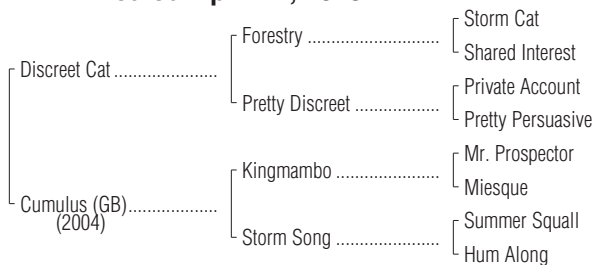 Storm Cat
Forestry ..................................
Shared Interest
Discreet Cat ...........................
Private Account
Pretty Discreet ......................
Pretty Persuasive
Mr. Prospector
Kingmambo ...........................
Miesque
Cumulus (GB).......................
(2004)
Summer Squall
Storm Song ...........................
Hum Along